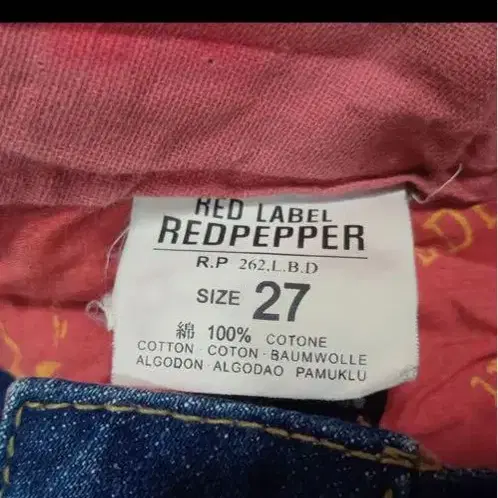 RED LABEL
REDPEPPER
R.P 262.L.B.D
SIZE 27
綿 100% COTONE
COTTON · COTON · BAUMWOLLE
ALGODON · ALGODAO PAMUKLU